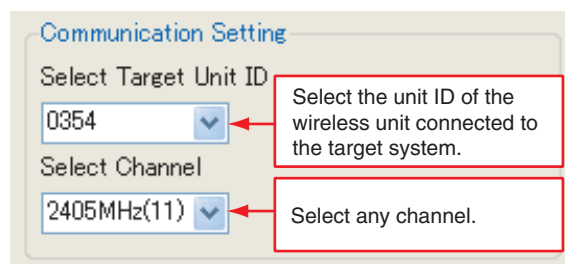 Communication Setting
Select Target Unit ID
0354
Select the unit ID of the
wireless unit connected to
the target system.
Select Channel
2405MHz(11)
Select any channel.